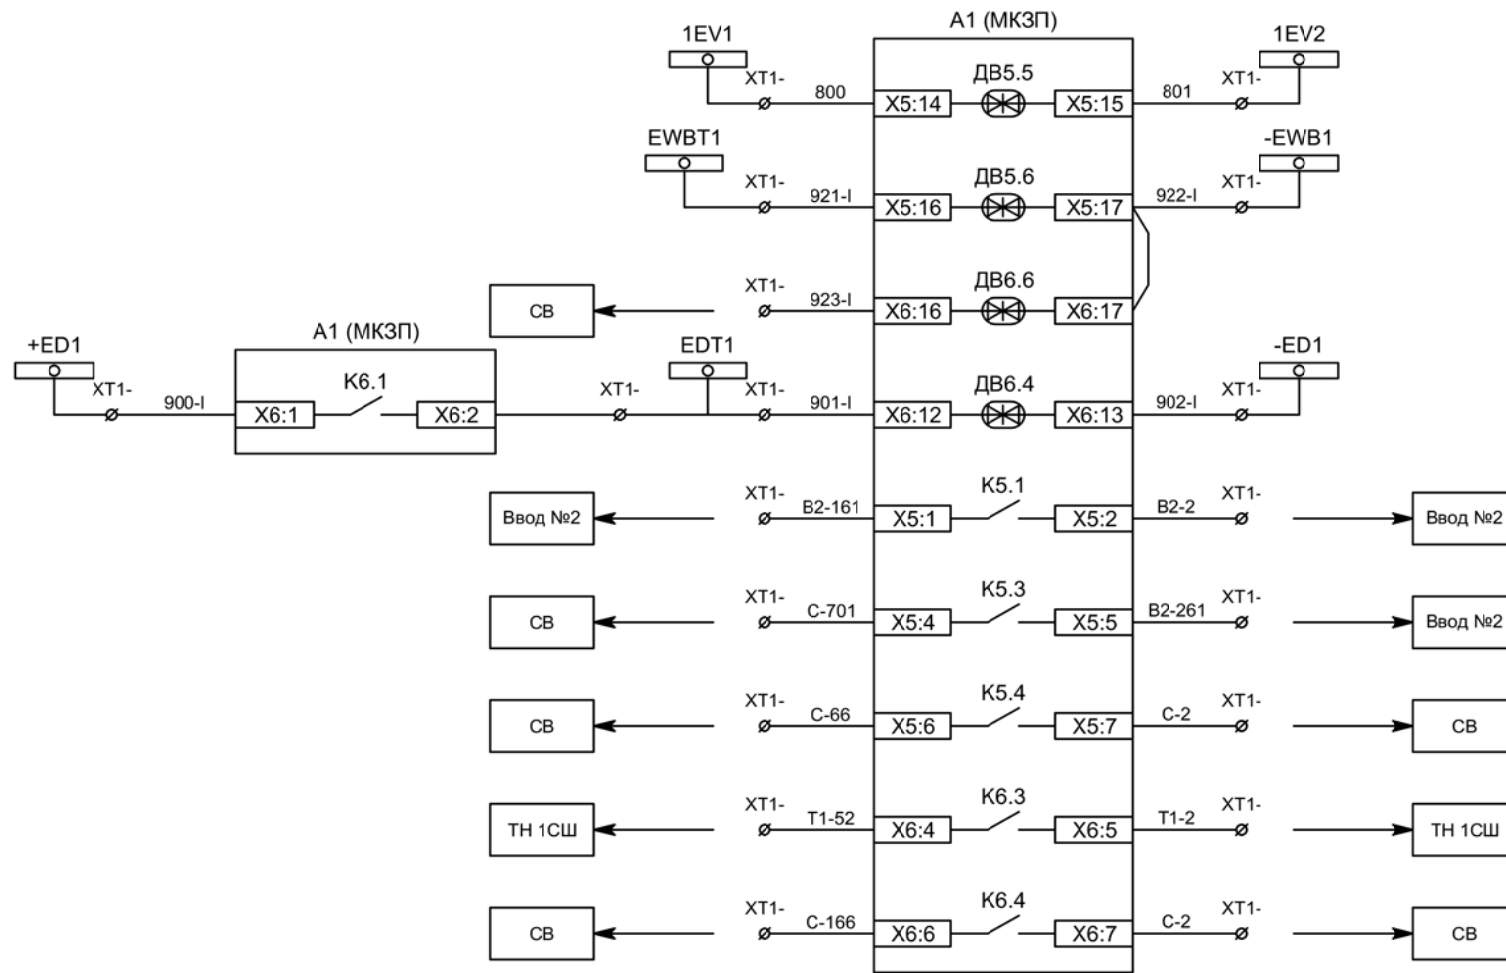 A1 (МКЗП)
1EV1
1EV2
XT1-
800
X5:14
ДВ5.5
X5:15
801
XT1-
EWBT1
-EWB1
XT1-
921-I
X5:16
ДВ5.6
X5:17
922-I
XT1-
СВ
XT1-
923-I
X6:16
ДВ6.6
X6:17
+ED1
A1 (МКЗП)
EDT1
-ED1
XT1-
900-I
X6:1
K6.1
X6:2
XT1-
XT1-
901-I
X6:12
ДВ6.4
X6:13
902-I
XT1-
Ввод №2
XT1-
В2-161
X5:1
K5.1
X5:2
В2-2
XT1-
Ввод №2
СВ
XT1-
С-701
X5:4
K5.3
X5:5
В2-261
XT1-
Ввод №2
СВ
XT1-
С-66
X5:6
K5.4
X5:7
С-2
XT1-
СВ
ТН 1СШ
XT1-
Т1-52
X6:4
K6.3
X6:5
Т1-2
XT1-
ТН 1СШ
СВ
XT1-
С-166
X6:6
K6.4
X6:7
С-2
XT1-
СВ